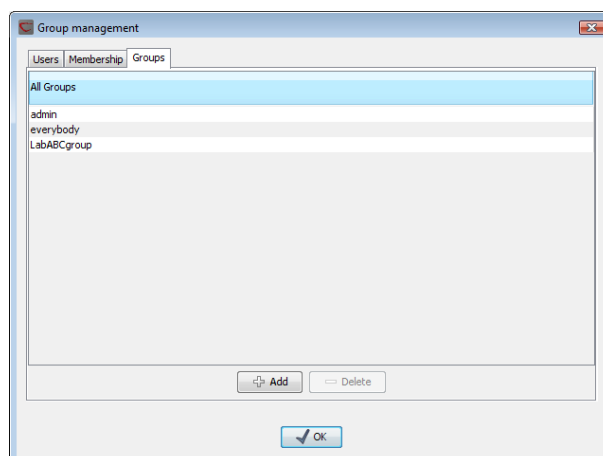 Group management
Users Membership Groups
All Groups
admin
everybody
LabABCgroup
Add Delete
OK